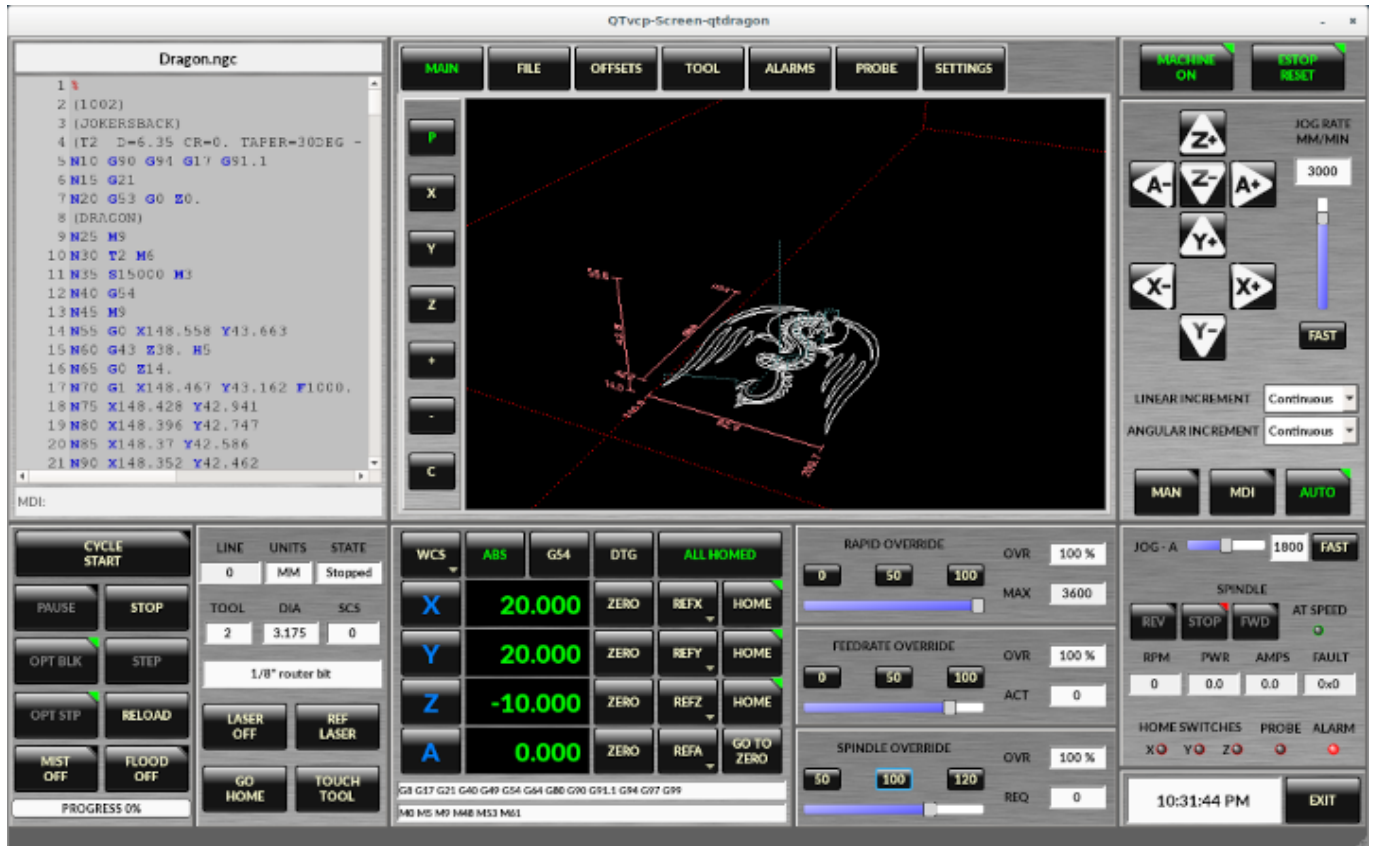 QTvcp-Screen-qtdragon
Dragon.ngc
1 %
2 (1002)
3 (JOKERSBACK)
4 (T2 D=6.35 CR=0. TAPER=30DEG -
5 N10 G90 G94 G17 G91.1
6 N15 G21
7 N20 G53 G0 Z0.
8 (DRAGON)
9 N25 M9
10 N30 T2 M6
11 N35 S15000 M3
12 N40 G54
13 N45 M9
14 N55 G0 X148.558 Y43.663
15 N60 G43 Z38. H5
16 N65 G0 Z14.
17 N70 G1 X148.467 Y43.162 F1000.
18 N75 X148.428 Y42.941
19 N80 X148.396 Y42.747
20 N85 X148.37 Y42.586
21 N90 X148.352 Y42.462
MDI:
MAIN FILE OFFSETS TOOL ALARMS PROBE SETTINGS
P
X
Y
Z
+
-
C
MACHINE ON
ESTOP RESET
JOG RATE
MM/MIN
3000
Z+
A- Z- A+
Y+
X- X+
Y-
FAST
LINEAR INCREMENT Continuous
ANGULAR INCREMENT Continuous
MAN MDI AUTO
CYCLE
START
PAUSE STOP
OPT BLK STEP
OPT STP RELOAD
MIST OFF
FLOOD OFF
PROGRESS 0%
LINE UNITS STATE
0 MM Stopped
TOOL DIA SCS
2 3.175 0
1/8" router bit
LASER OFF
REF LASER
GO HOME
TOUCH TOOL
WCS ABS G54 DTG ALL HOMED
X 20.000 ZERO REFX HOME
Y 20.000 ZERO REFY HOME
Z -10.000 ZERO REFZ HOME
A 0.000 ZERO REFA GO TO ZERO
G8 G17 G21 G40 G49 G54 G64 G80 G90 G91.1 G94 G97 G99
M0 M5 M9 M48 M53 M61
RAPID OVERRIDE
0 50 100
OVR 100 %
MAX 3600
FEEDRATE OVERRIDE
0 50 100
OVR 100 %
ACT 0
SPINDLE OVERRIDE
50 100 120
OVR 100 %
REQ 0
JOG - A 1800 FAST
SPINDLE
REV STOP FWD AT SPEED
RPM PWR AMPS FAULT
0 0.0 0.0 0x0
HOME SWITCHES PROBE ALARM
X Y Z
10:31:44 PM EXIT